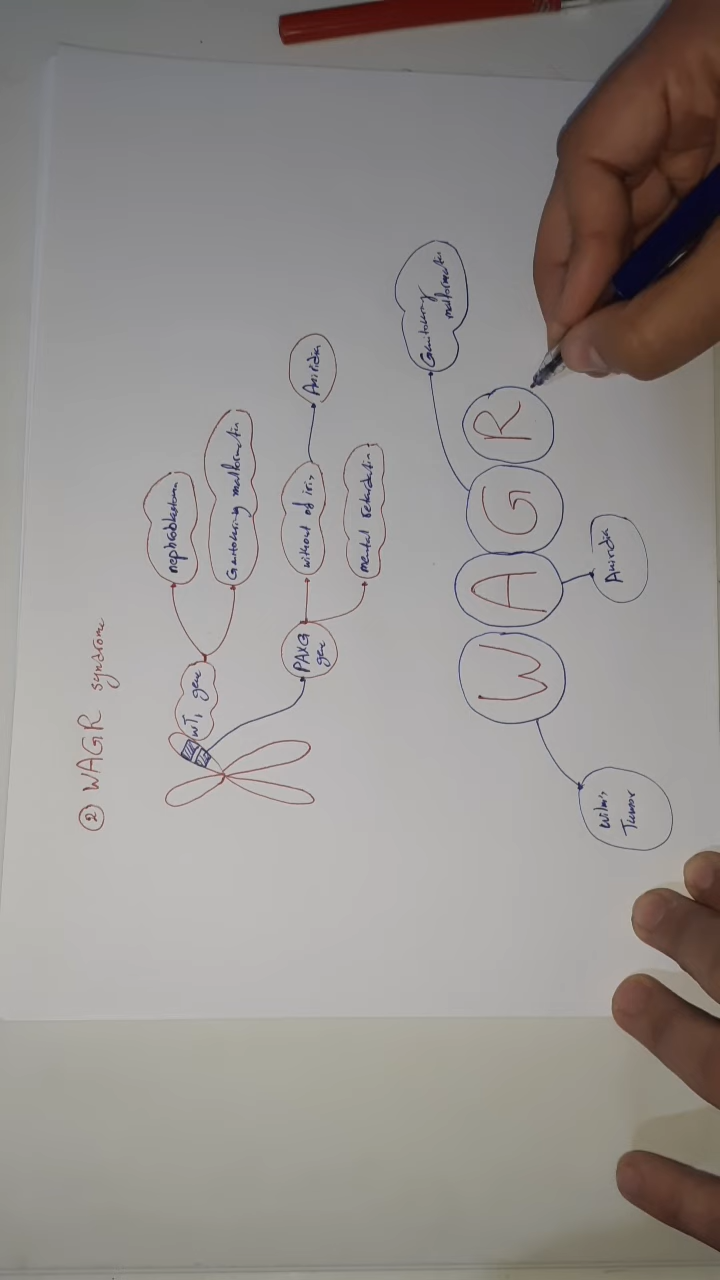 ② WAGR syndrome
WT1 gene
nephroblastoma
Genitourinary malformation
PAXG
gene
without of iris
Aniridia
mental retardation
W
A
G
R
Wilms
Tumor
Aniridia
Genitourinary
malformation